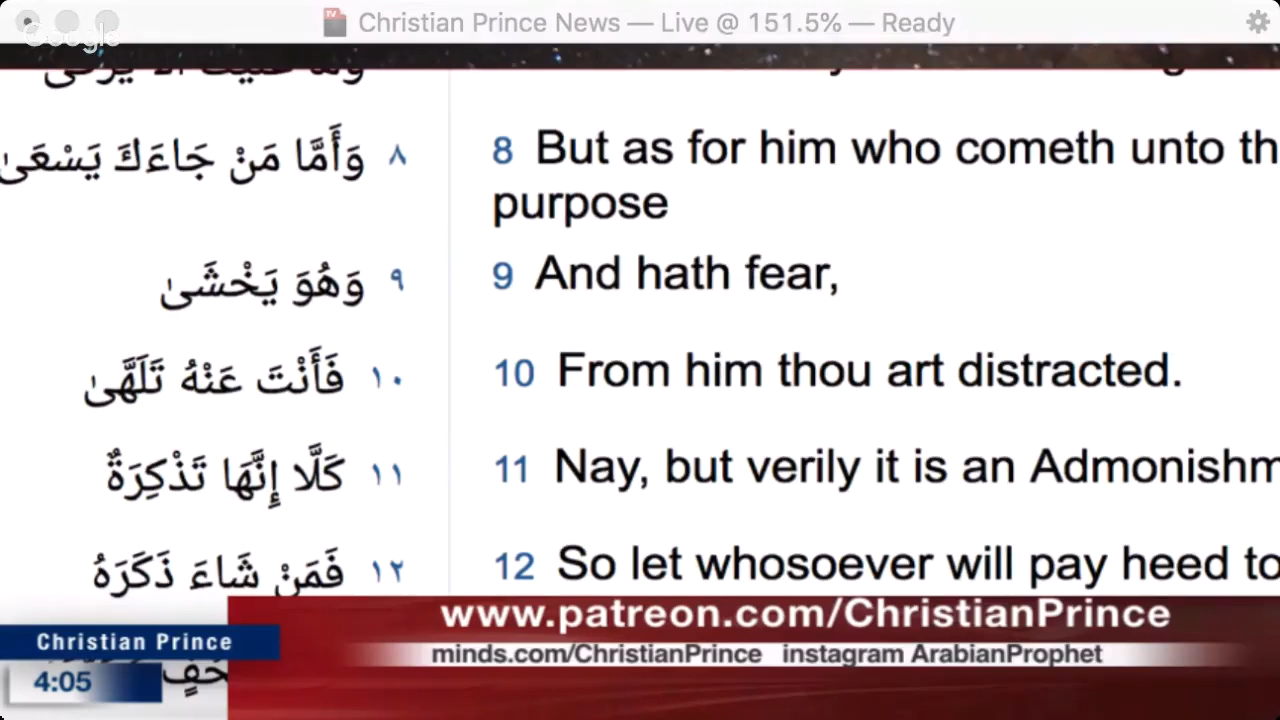 Christian Prince News — Live @ 151.5% — Ready
Google
وَأَمَّا مَنْ جَاءَكَ يَسْعَىٰ ٨
8 But as for him who cometh unto th
purpose
وَهُوَ يَخْشَىٰ ٩
9 And hath fear,
فَأَنْتَ عَنْهُ تَلَهَّىٰ ١٠
10 From him thou art distracted.
كَلَّا إِنَّهَا تَذْكِرَةٌ ١١
11 Nay, but verily it is an Admonishm
فَمَنْ شَاءَ ذَكَرَهُ ١٢
12 So let whosoever will pay heed to
www.patreon.com/ChristianPrince
Christian Prince
minds.com/ChristianPrince instagram ArabianProphet
4:05